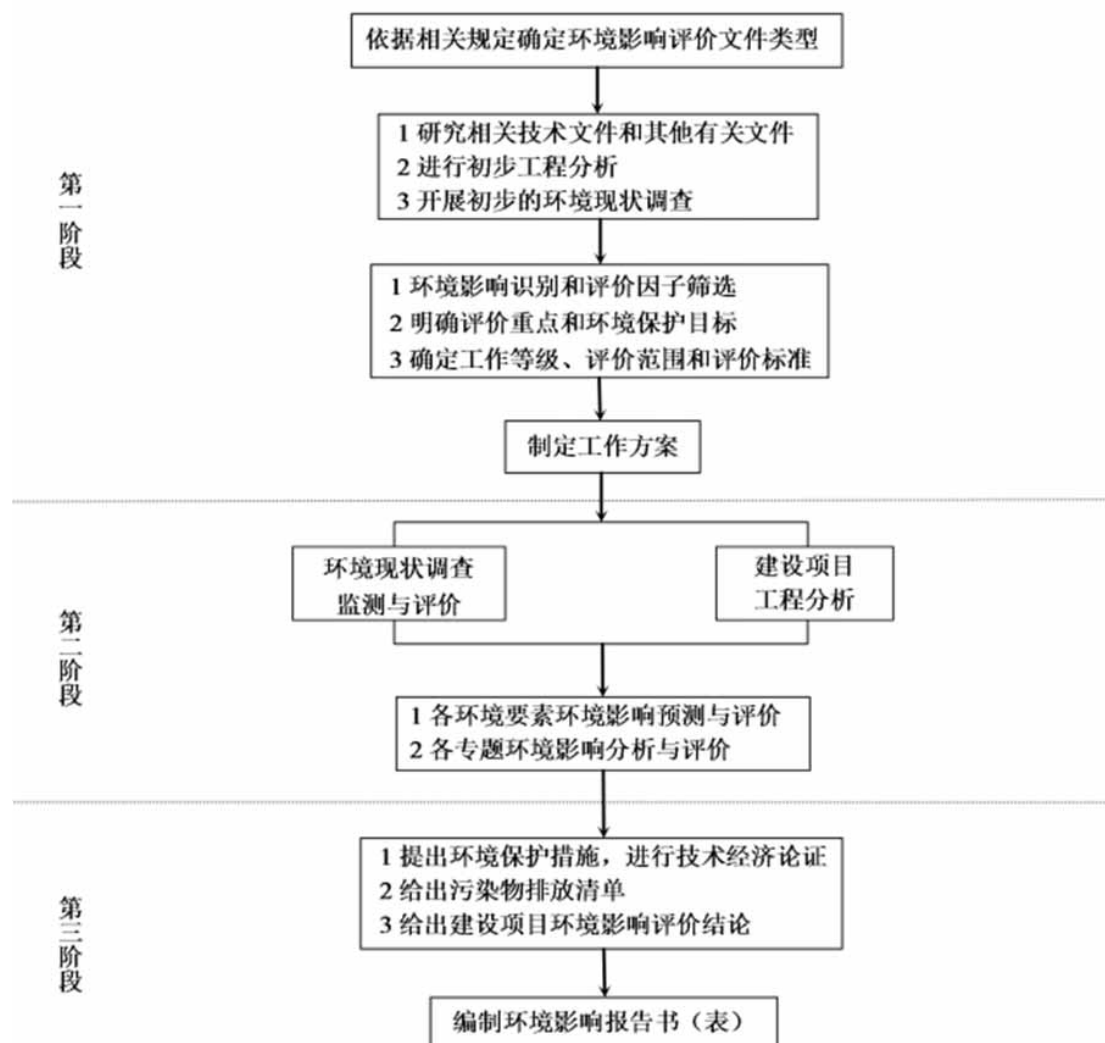 依据相关规定确定环境影响评价文件类型
1 研究相关技术文件和其他有关文件
2 进行初步工程分析
3 开展初步的环境现状调查
第一阶段
1 环境影响识别和评价因子筛选
2 明确评价重点和环境保护目标
3 确定工作等级、评价范围和评价标准
制定工作方案
环境现状调查
监测与评价
建设项目
工程分析
第二阶段
1 各环境要素环境影响预测与评价
2 各专题环境影响分析与评价
1 提出环境保护措施，进行技术经济论证
2 给出污染物排放清单
3 给出建设项目环境影响评价结论
第三阶段
编制环境影响报告书（表）